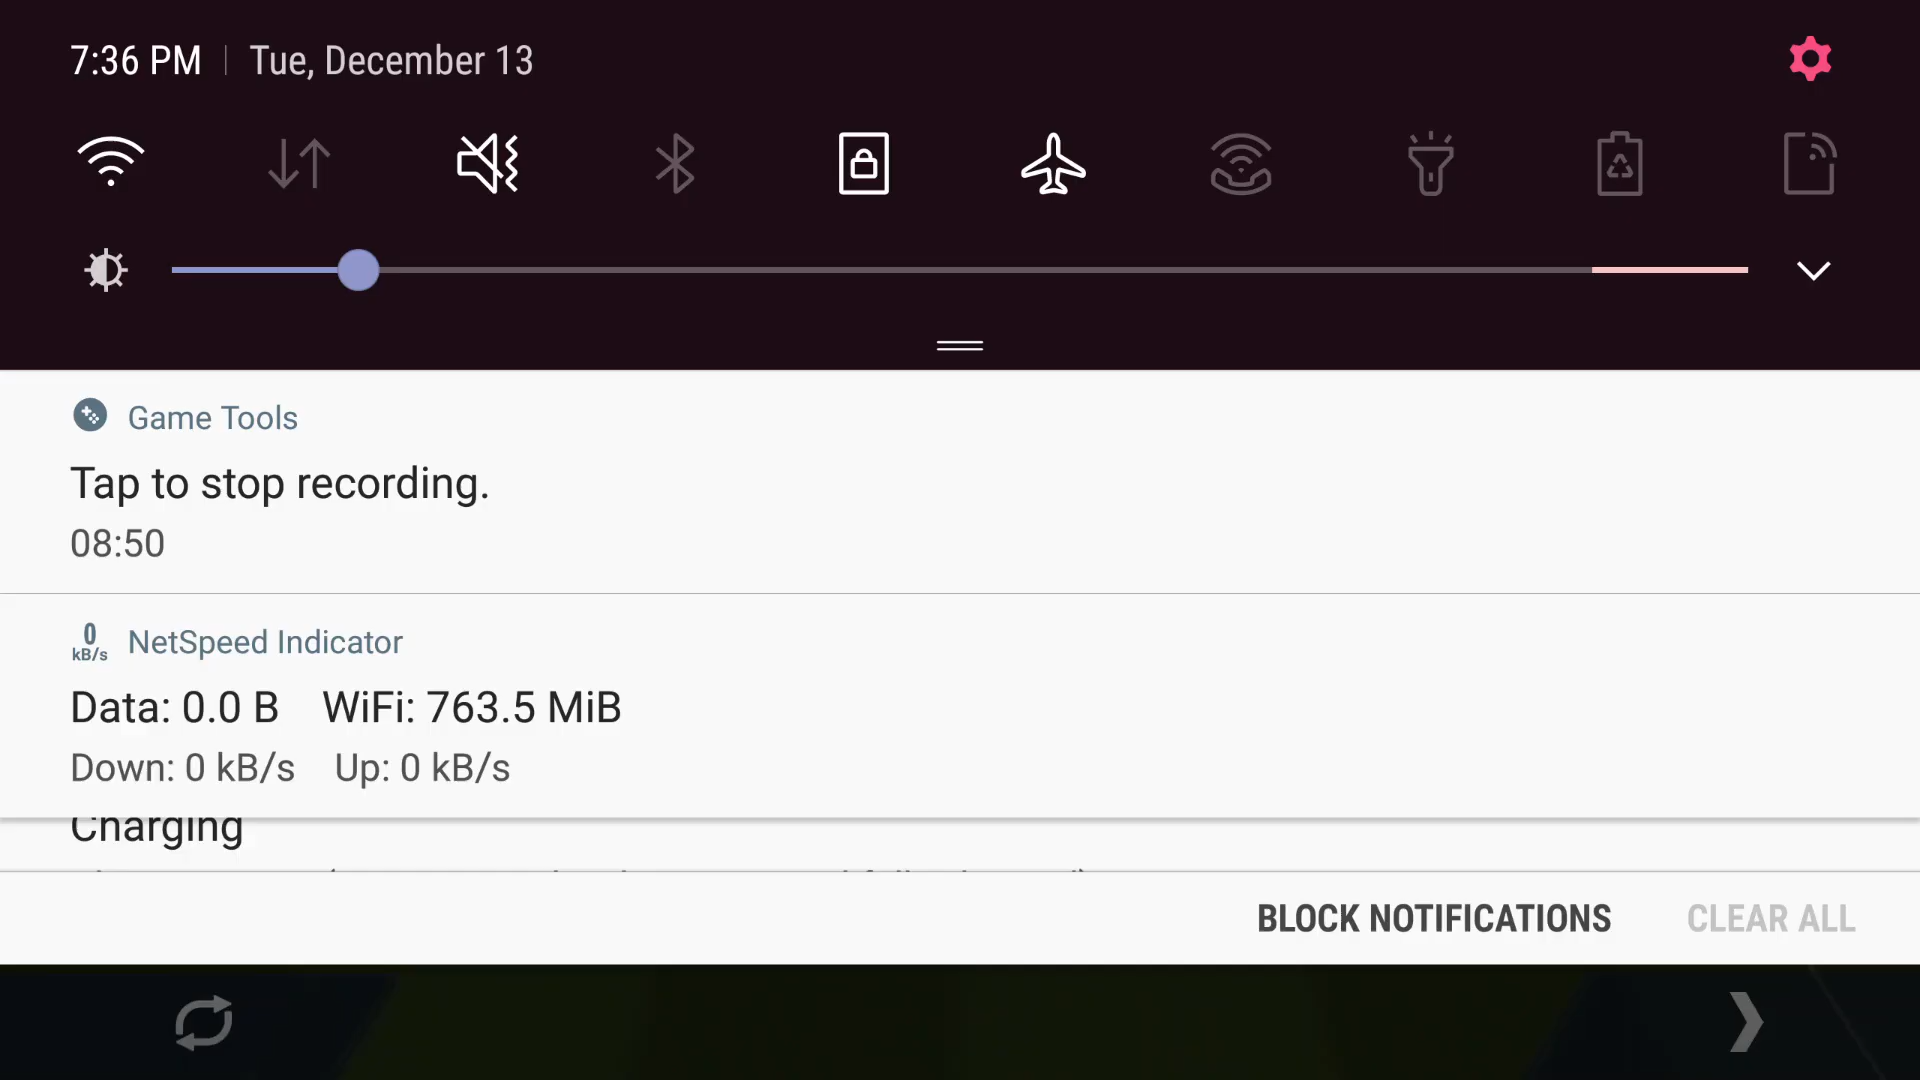 7:36 PM | Tue, December 13
Game Tools
Tap to stop recording.
08:50
0
kB/s
NetSpeed Indicator
Data: 0.0 B WiFi: 763.5 MiB
Down: 0 kB/s Up: 0 kB/s
Charging
BLOCK NOTIFICATIONS CLEAR ALL